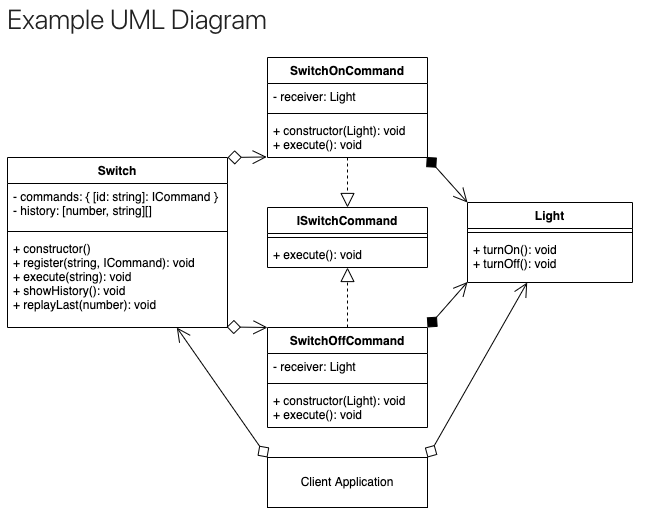 Example UML Diagram
SwitchOnCommand
- receiver: Light
+ constructor(Light): void
+ execute(): void
Switch
- commands: { [id: string]: ICommand }
- history: [number, string][]
+ constructor()
+ register(string, ICommand): void
+ execute(string): void
+ showHistory(): void
+ replayLast(number): void
ISwitchCommand
+ execute(): void
Light
+ turnOn(): void
+ turnOff(): void
SwitchOffCommand
- receiver: Light
+ constructor(Light): void
+ execute(): void
Client Application